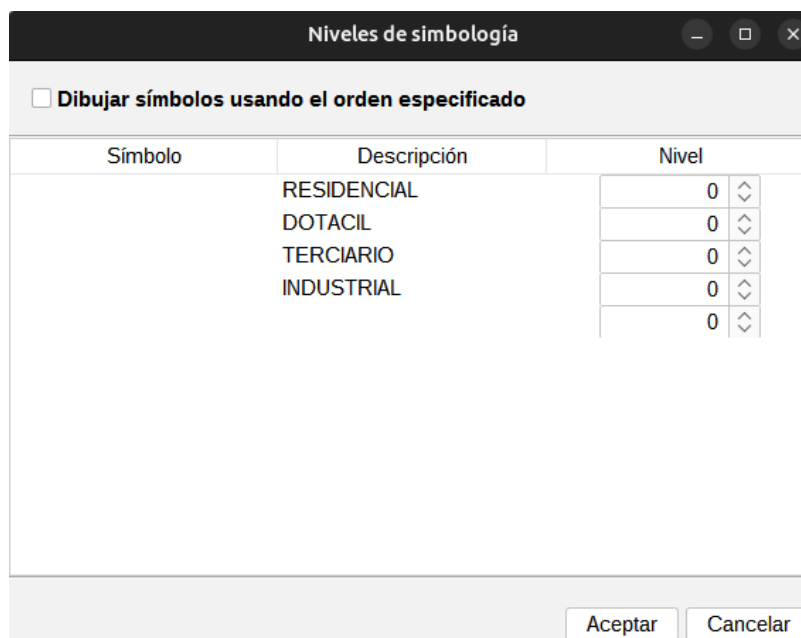 Niveles de simbología
Dibujar símbolos usando el orden especificado
Símbolo Descripción Nivel
RESIDENCIAL 0
DOTACIL 0
TERCIARIO 0
INDUSTRIAL 0
0
Aceptar Cancelar